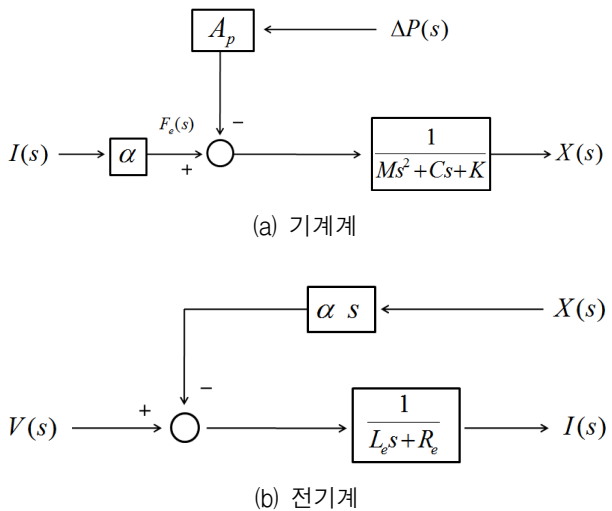 A_p
ΔP(s)
F_e(s)
−
I(s) α + 1 X(s)
Ms²+Cs+K
(a) 기계계
α s X(s)
−
V(s) + 1 I(s)
L_e s+R_e
(b) 전기계